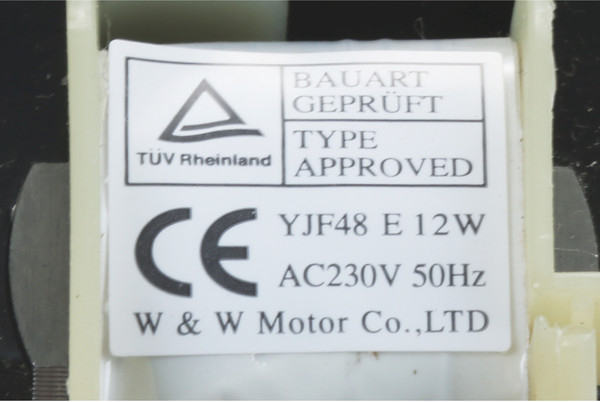 BAUART
GEPRÜFT
TÜV Rheinland
TYPE
APPROVED
CE
YJF48 E 12W
AC230V 50Hz
W & W Motor Co.,LTD